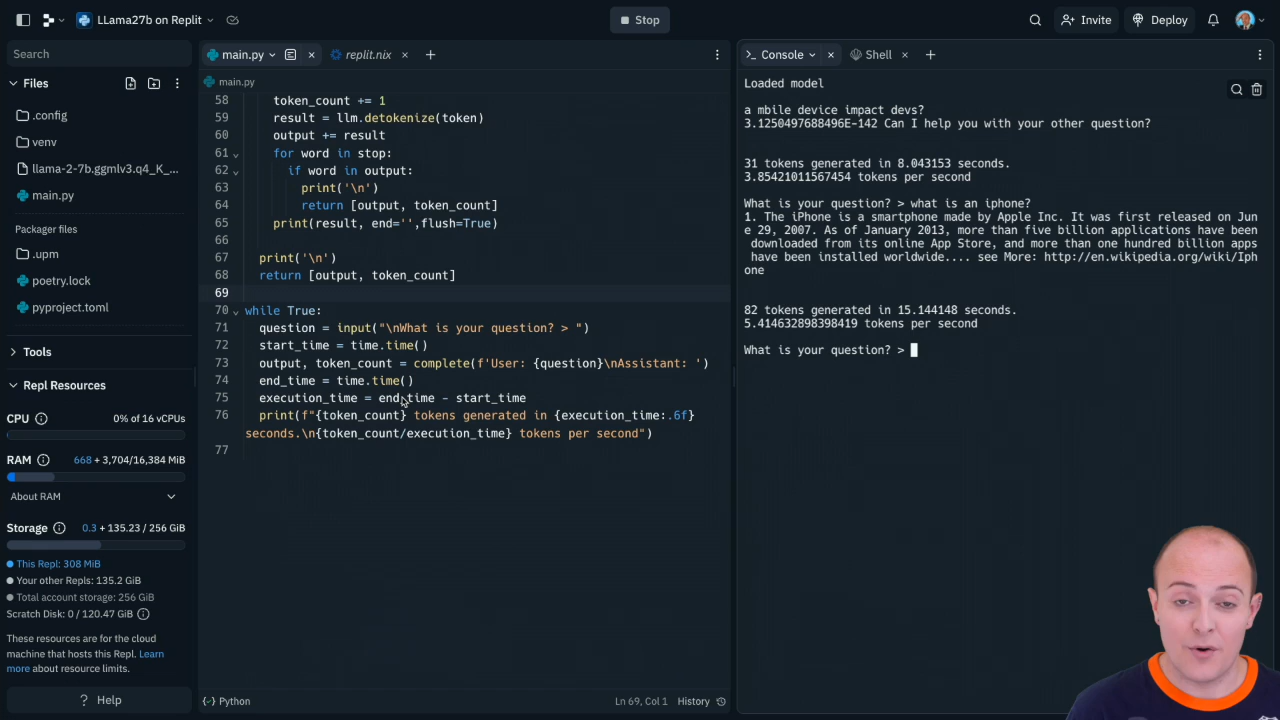 LLama27b on Replit
Stop
Invite
Deploy
Search
main.py
replit.nix
Console
Shell
Files
main.py
.config
venv
llama-2-7b.ggmlv3.q4_K_...
main.py
Packager files
.upm
poetry.lock
pyproject.toml
Tools
Repl Resources
CPU 0% of 16 vCPUs
RAM 668 + 3,704/16,384 MiB
About RAM
Storage 0.3 + 135.23 / 256 GiB
This Repl: 308 MiB
Your other Repls: 135.2 GiB
Total account storage: 256 GiB
Scratch Disk: 0 / 120.47 GiB
These resources are for the cloud
machine that hosts this Repl. Learn
more about resource limits.
? Help
58 token_count += 1
59 result = llm.detokenize(token)
60 output += result
61 for word in stop:
62 if word in output:
63 print('\n')
64 return [output, token_count]
65 print(result, end='',flush=True)
66
67 print('\n')
68 return [output, token_count]
69
70 while True:
71 question = input("\nWhat is your question? > ")
72 start_time = time.time()
73 output, token_count = complete(f'User: {question}\nAssistant: ')
74 end_time = time.time()
75 execution_time = end_time - start_time
76 print(f"{token_count} tokens generated in {execution_time:.6f}
seconds.\n{token_count/execution_time} tokens per second")
77
Python
Ln 69, Col 1
History
Loaded model
a mbile device impact devs?
3.1250497688496E-142 Can I help you with your other question?
31 tokens generated in 8.043153 seconds.
3.85421011567454 tokens per second
What is your question? > what is an iphone?
1. The iPhone is a smartphone made by Apple Inc. It was first released on Jun
e 29, 2007. As of January 2013, more than five billion applications have been
downloaded from its online App Store, and more than one hundred billion apps
have been installed worldwide.... see More: http://en.wikipedia.org/wiki/Iph
one
82 tokens generated in 15.144148 seconds.
5.414632898398419 tokens per second
What is your question? >